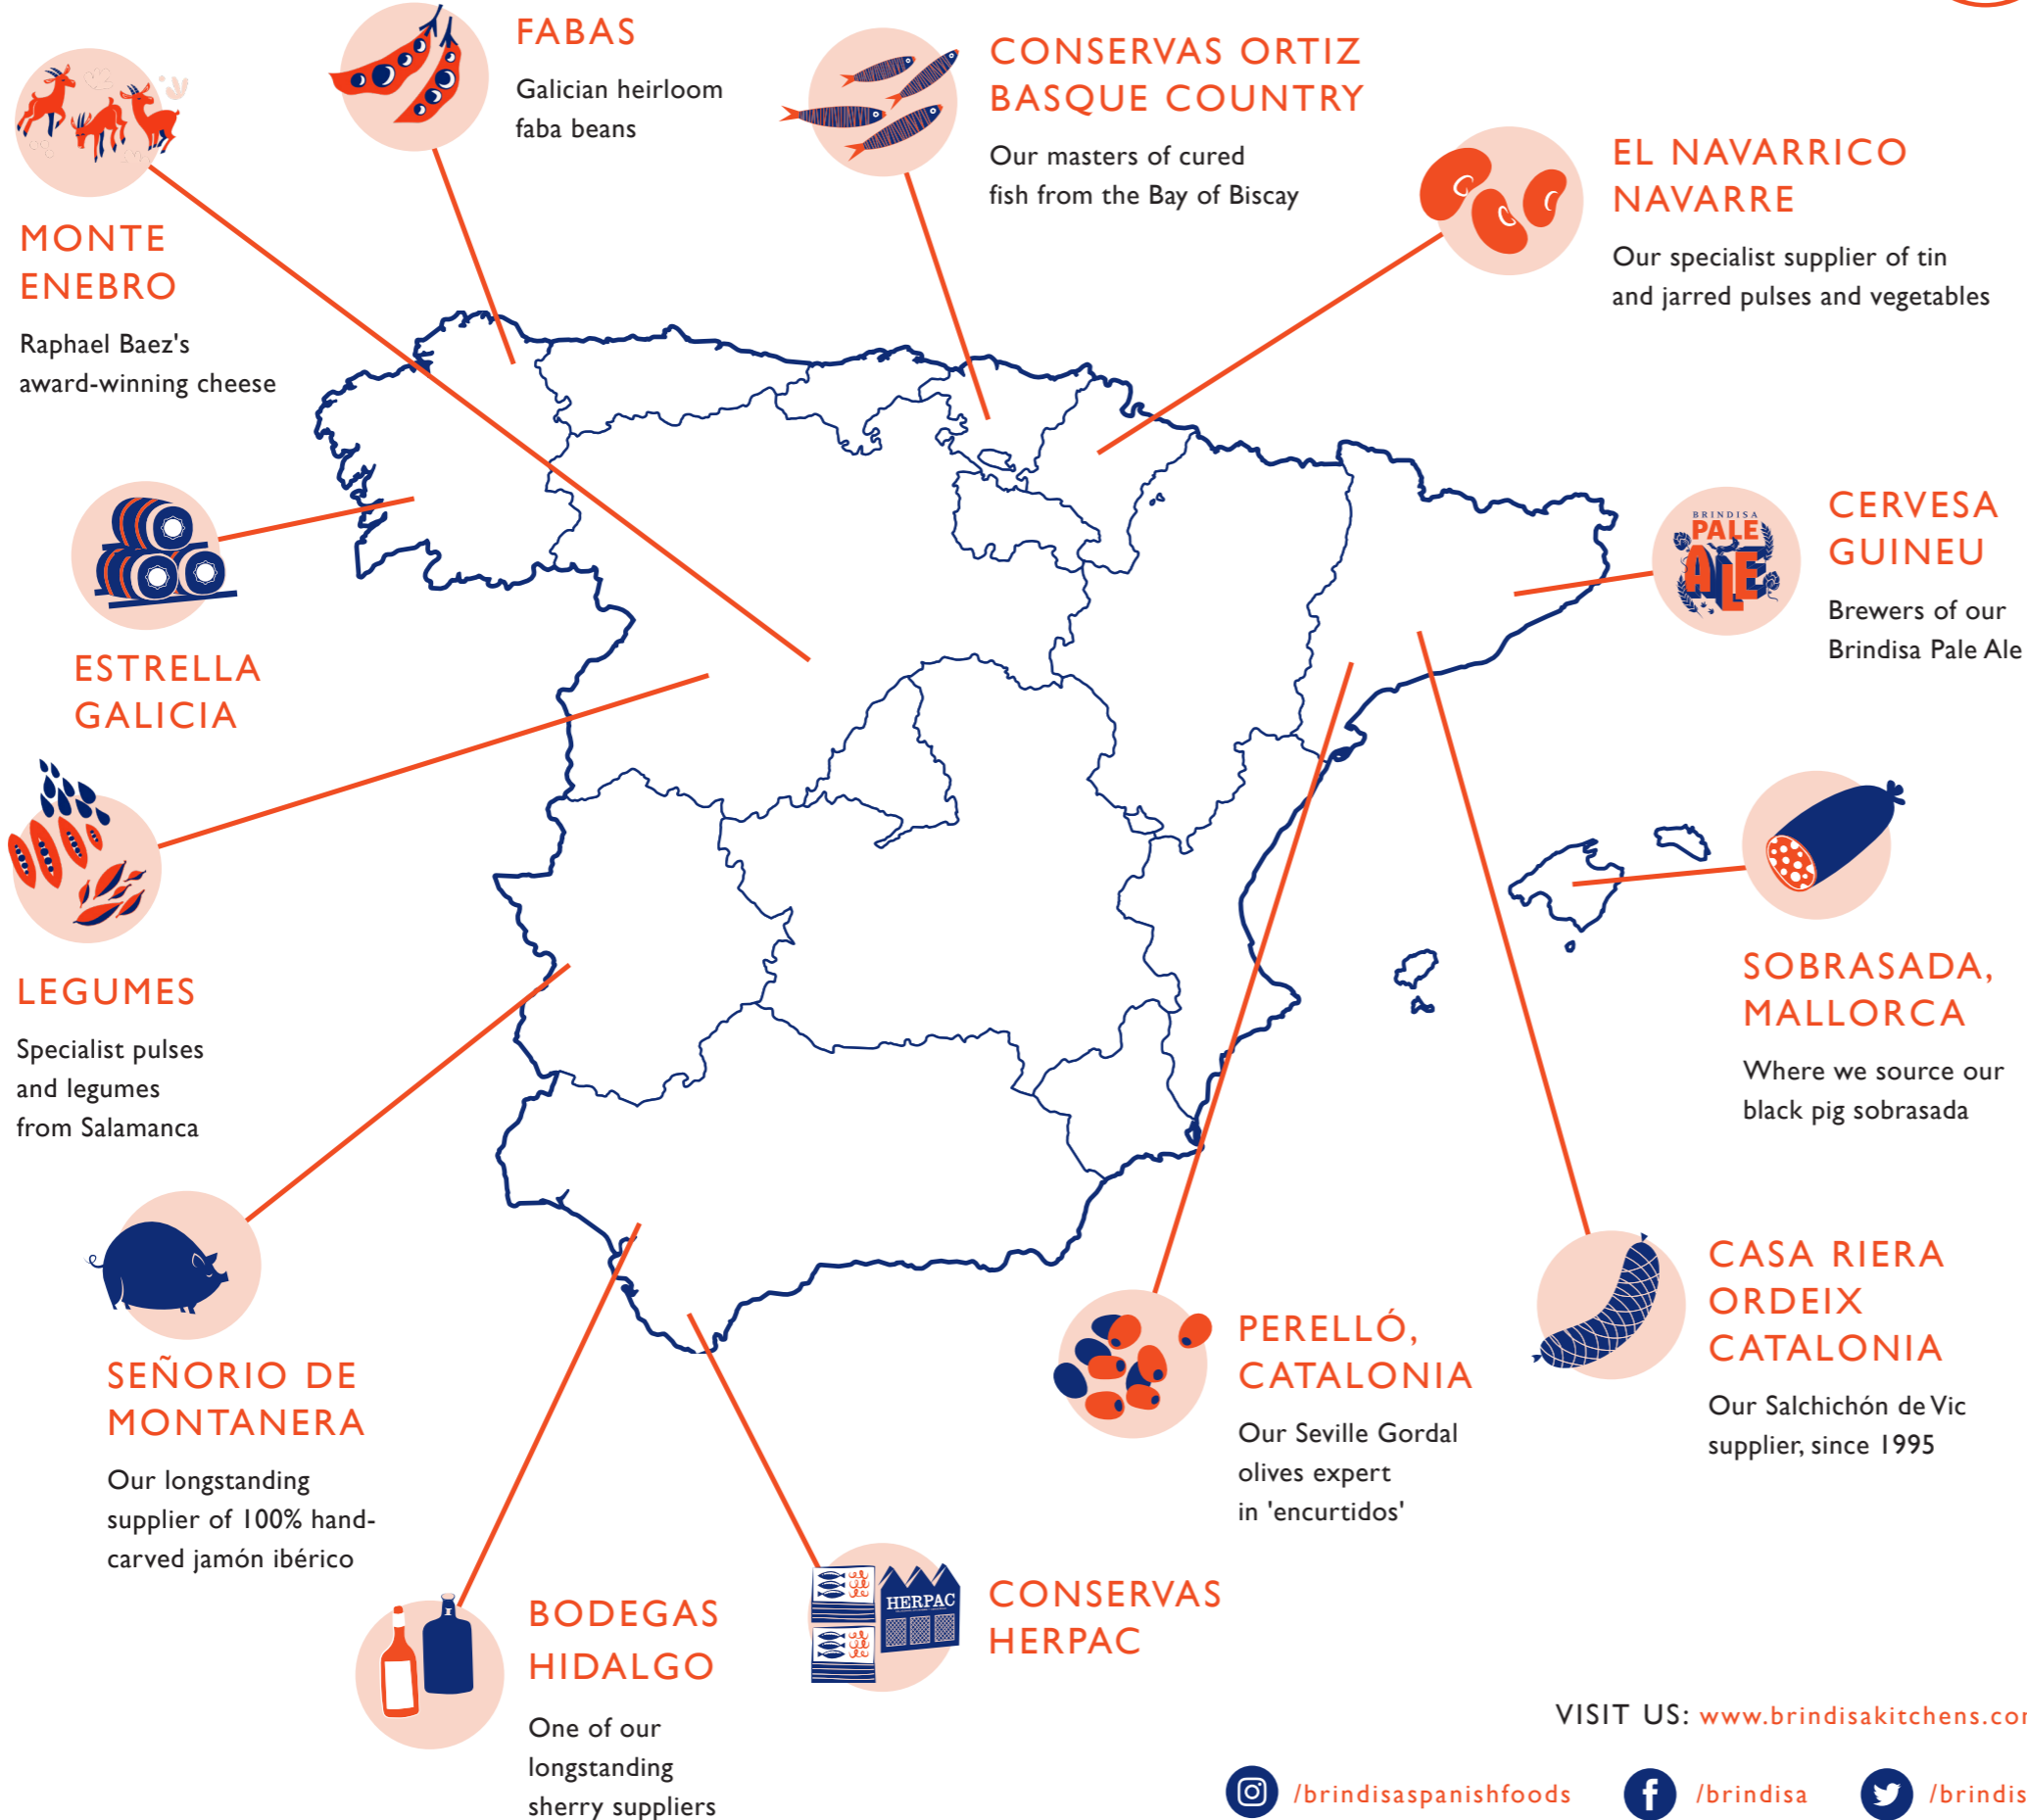 FABAS
Galician heirloom
faba beans
CONSERVAS ORTIZ
BASQUE COUNTRY
Our masters of cured
fish from the Bay of Biscay
EL NAVARRICO
NAVARRE
Our specialist supplier of tin
and jarred pulses and vegetables
MONTE
ENEBRO
Raphael Baez's
award-winning cheese
BRINDISA
PALE
ALE
CERVESA
GUINEU
Brewers of our
Brindisa Pale Ale
ESTRELLA
GALICIA
LEGUMES
Specialist pulses
and legumes
from Salamanca
SOBRASADA,
MALLORCA
Where we source our
black pig sobrasada
SEÑORIO DE
MONTANERA
Our longstanding
supplier of 100% hand-
carved jamón ibérico
PERELLÓ,
CATALONIA
Our Seville Gordal
olives expert
in 'encurtidos'
CASA RIERA
ORDEIX
CATALONIA
Our Salchichón de Vic
supplier, since 1995
BODEGAS
HIDALGO
One of our
longstanding
sherry suppliers
HERPAC
CONSERVAS
HERPAC
VISIT US: www.brindisakitchens.com
/brindisaspanishfoods
/brindisa
/brindis